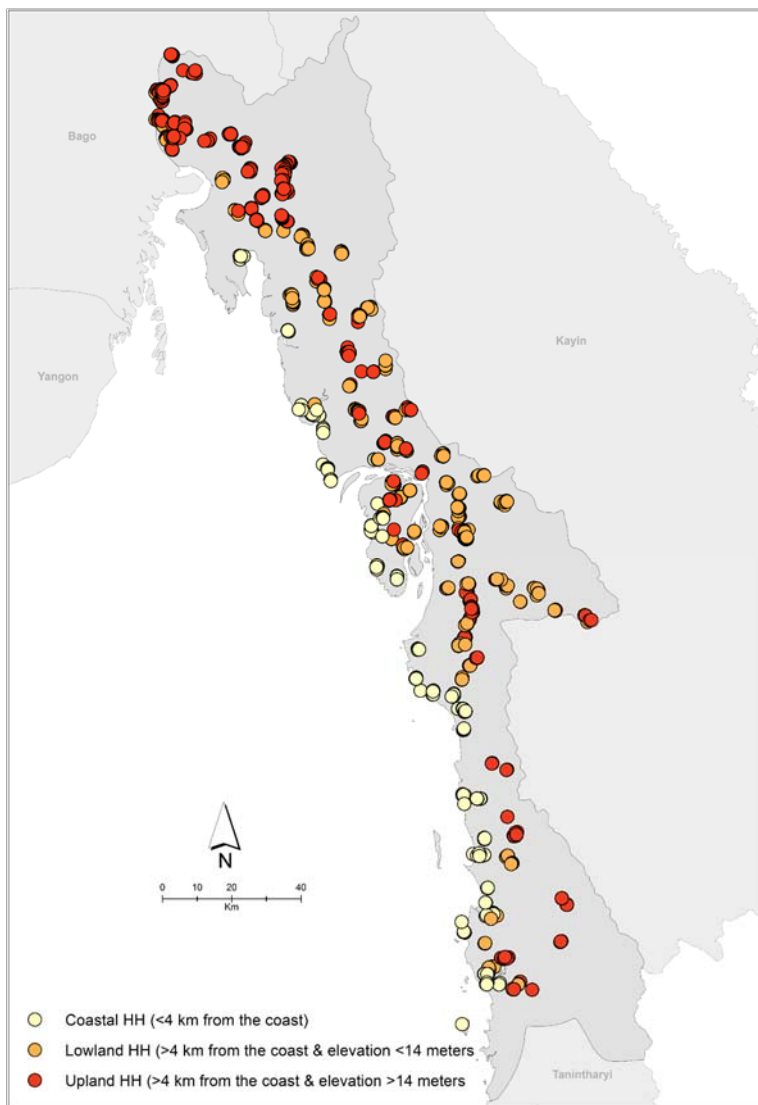 Bago
Yangon
Kayin
N
0 10 20 40
Km
Coastal HH (<4 km from the coast)
Lowland HH (>4 km from the coast & elevation <14 meters
Upland HH (>4 km from the coast & elevation >14 meters
Tanintharyi